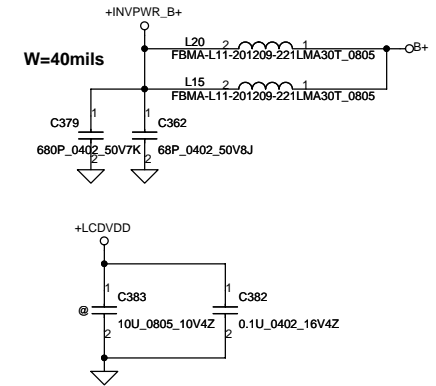 +INVPWR_B+
W=40mils
L20
2 1
FBMA-L11-201209-221LMA30T_0805
B+
L15
2 1
FBMA-L11-201209-221LMA30T_0805
1 1
C379 C362
680P_0402_50V7K 68P_0402_50V8J
2 2
+LCDVDD
1 1
C383 C382
@
10U_0805_10V4Z 0.1U_0402_16V4Z
2 2